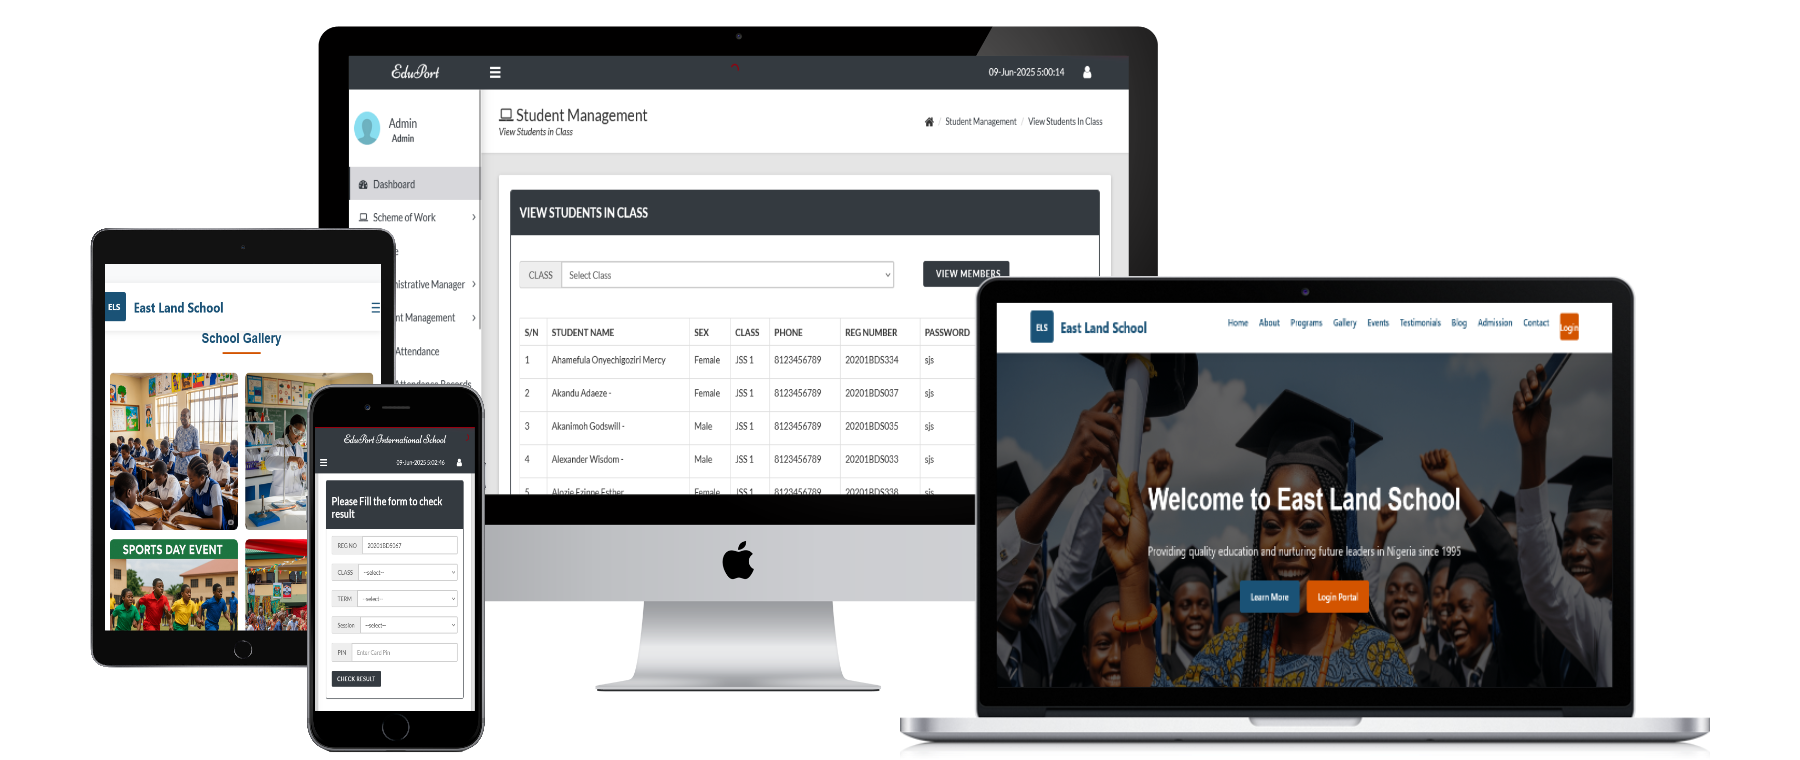 EduPort
09-Jun-2025 5:00:14
Admin
Admin
Student Management
View Students in Class
Student Management / View Students In Class
Dashboard
Scheme of Work
nistrative Manager
nt Management
Attendance
Attendance Records
VIEW STUDENTS IN CLASS
CLASS Select Class
VIEW MEMBERS
S/N STUDENT NAME SEX CLASS PHONE REG NUMBER PASSWORD
1 Ahamefula Onyechigoziri Mercy Female JSS 1 8123456789 20201BDS334 sjs
2 Akandu Adaeze - Female JSS 1 8123456789 20201BDS037 sjs
3 Akanimoh Godswill - Male JSS 1 8123456789 20201BDS035 sjs
4 Alexander Wisdom - Male JSS 1 8123456789 20201BDS033 sjs
5 Alozie Ezinne Esther Female JSS 1 8123456789 20201BDS338 sjs
ELS East Land School
School Gallery
SPORTS DAY EVENT
EduPort International School
09-Jun-2025 5:02:46
Please Fill the form to check
result
REG NO 20201BDS067
CLASS --select--
TERM --select--
Session --select--
PIN Enter Card Pin
CHECK RESULT
ELS East Land School
Home About Programs Gallery Events Testimonials Blog Admission Contact Login
Welcome to East Land School
Providing quality education and nurturing future leaders in Nigeria since 1995
Learn More
Login Portal